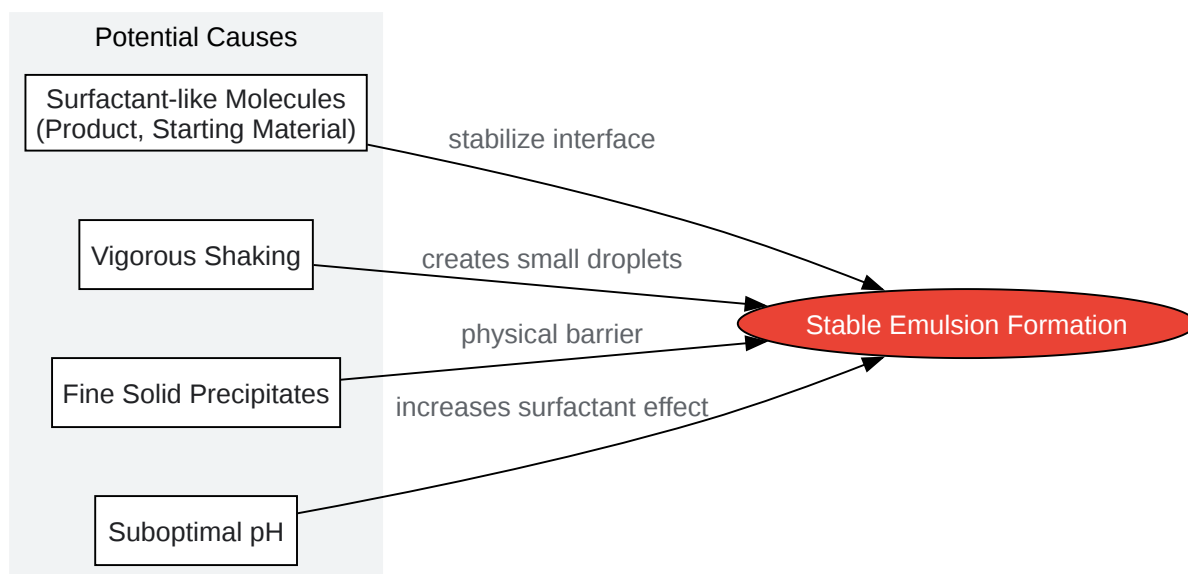 Potential Causes
Surfactant-like Molecules
(Product, Starting Material)
stabilize interface
Vigorous Shaking
creates small droplets
Stable Emulsion Formation
physical barrier
Fine Solid Precipitates
increases surfactant effect
Suboptimal pH